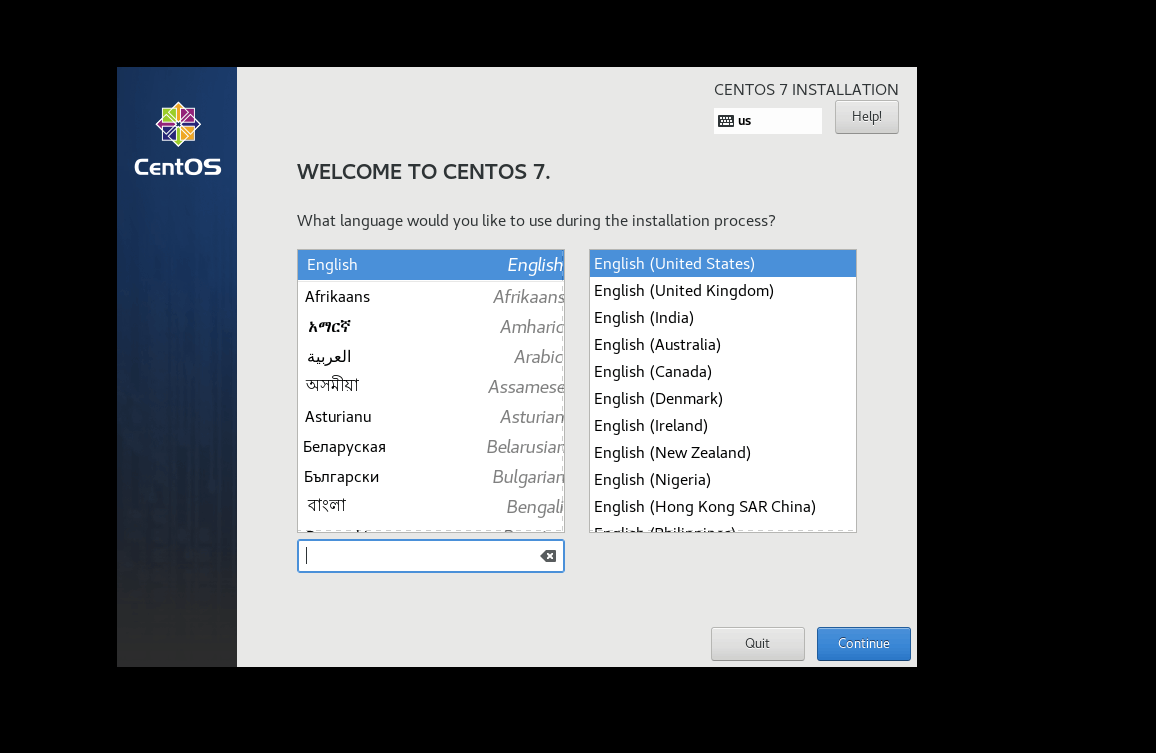 CentOS
CENTOS 7 INSTALLATION
us
Help!
WELCOME TO CENTOS 7.
What language would you like to use during the installation process?
English English
Afrikaans Afrikaans
አማርኛ Amharic
العربية Arabic
অসমীয়া Assamese
Asturianu Asturian
Беларуская Belarusian
Български Bulgarian
বাংলা Bengali
English (United States)
English (United Kingdom)
English (India)
English (Australia)
English (Canada)
English (Denmark)
English (Ireland)
English (New Zealand)
English (Nigeria)
English (Hong Kong SAR China)
English (Philippines)
Quit
Continue